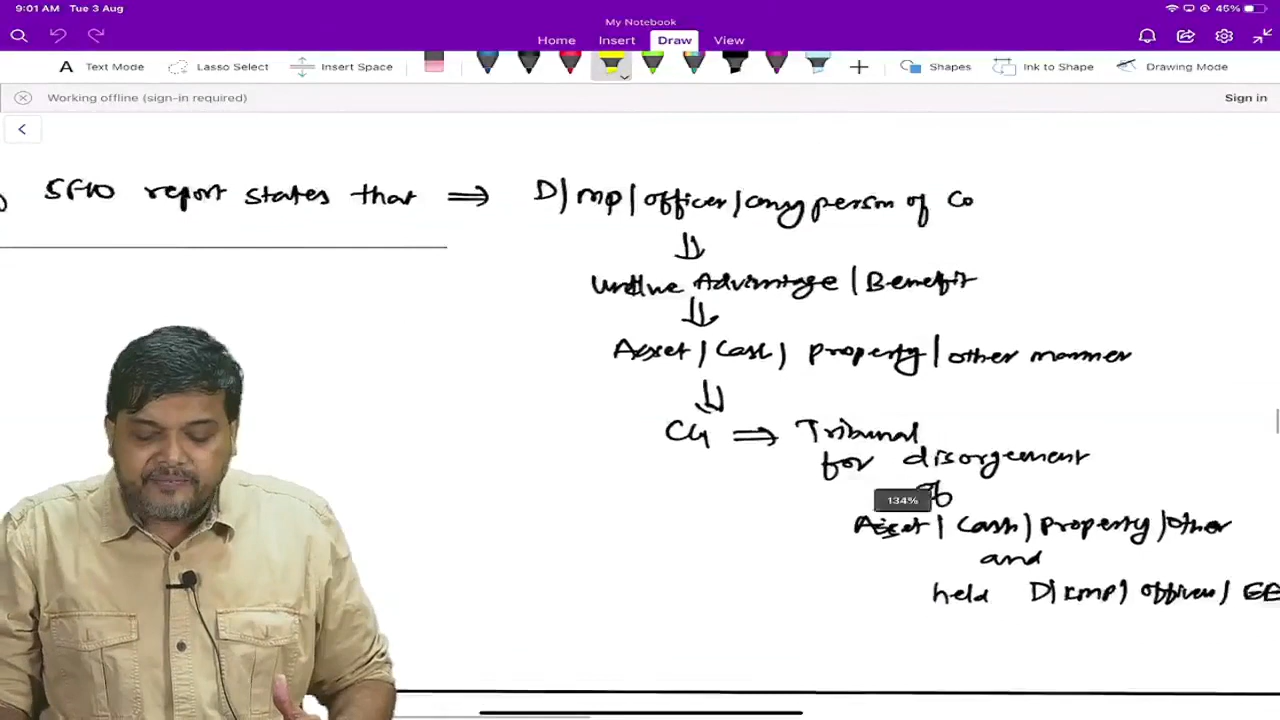 9:01 AM Tue 3 Aug
45%
My Notebook
Home Insert Draw View
Text Mode Lasso Select Insert Space Shapes Ink to Shape Drawing Mode
Working offline (sign-in required) Sign in
SFIO report states that ⇒ D/mp/officer/any person of Co
undue Advantage/Benefit
Asset/Cash/property/other manner
CG ⇒ Tribunal
for disorgement
of
134%
Asset/Cash/property/other
and
held D/kmp/officer/